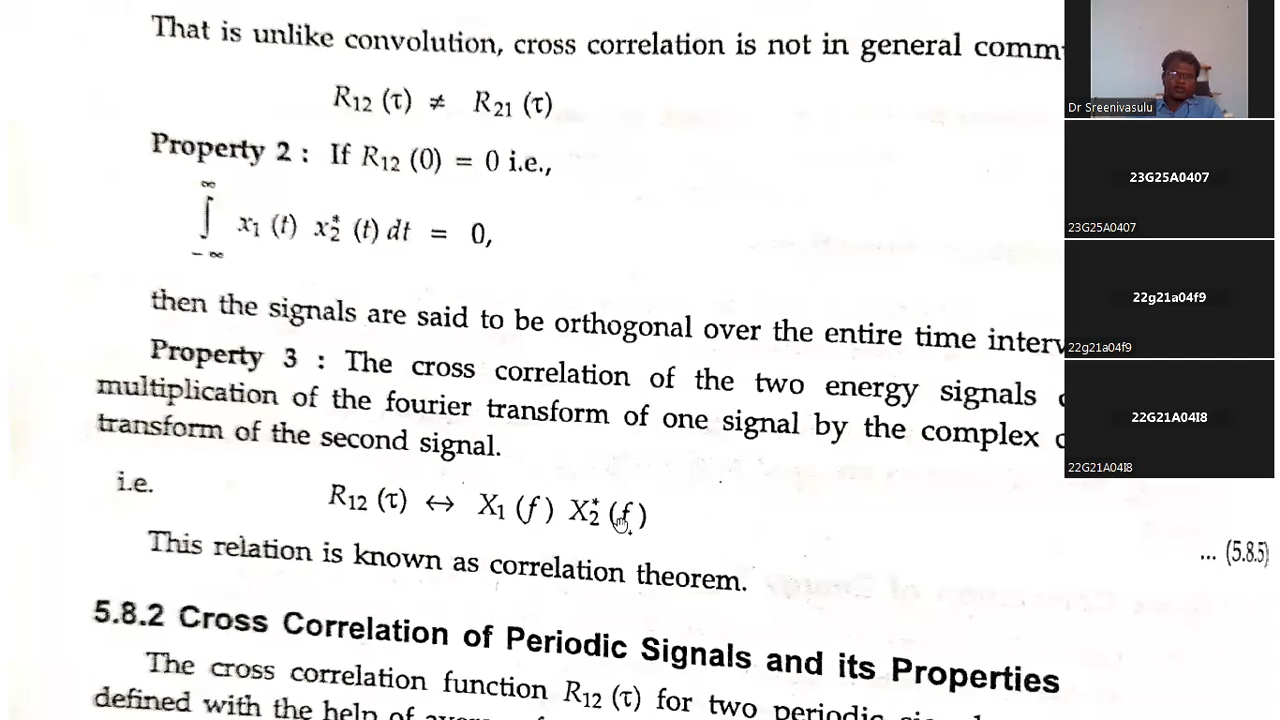 That is unlike convolution, cross correlation is not in general comm
R12 (τ) ≠ R21 (τ)
Property 2 : If R12 (0) = 0 i.e.,
∞
∫ x1 (t) x2* (t) dt = 0,
− ∞
then the signals are said to be orthogonal over the entire time interv
Property 3 : The cross correlation of the two energy signals
multiplication of the fourier transform of one signal by the complex
transform of the second signal.
i.e. R12 (τ) ↔ X1 (f) X2* (f)
... (5.8.5)
This relation is known as correlation theorem.
5.8.2 Cross Correlation of Periodic Signals and its Properties
The cross correlation function R12 (τ) for two periodic
defined with the help of
Dr Sreenivasulu
23G25A0407
23G25A0407
22g21a04f9
22g21a04f9
22G21A04I8
22G21A04I8